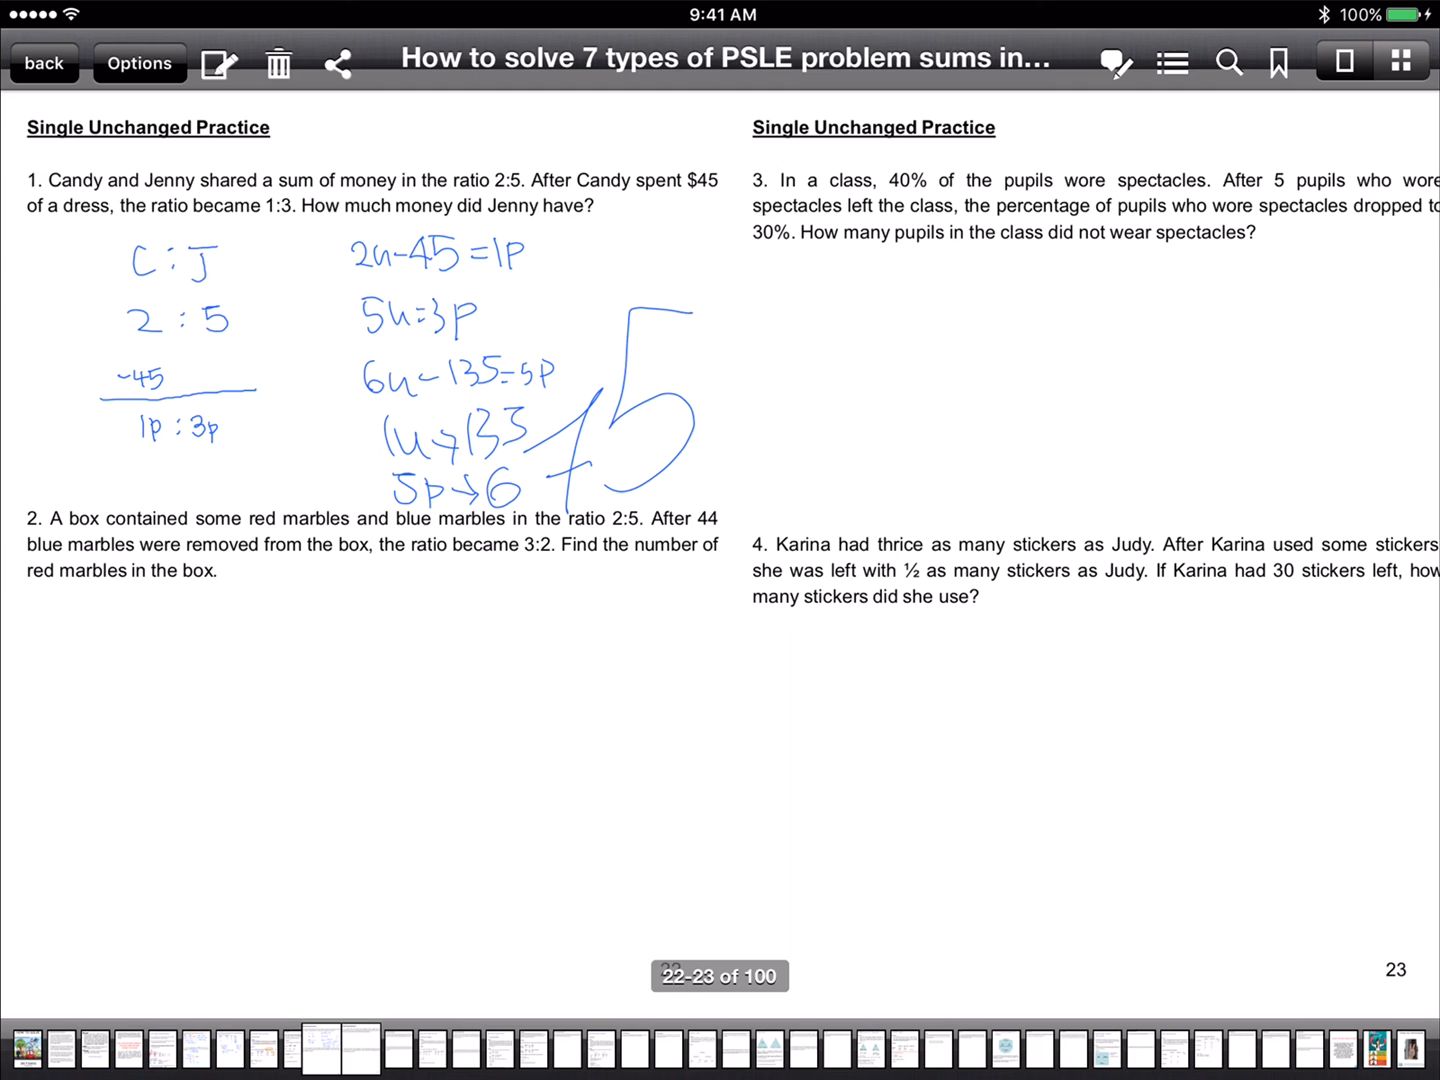 9:41 AM
100%
back
Options
How to solve 7 types of PSLE problem sums in...
Single Unchanged Practice
1. Candy and Jenny shared a sum of money in the ratio 2:5. After Candy spent $45
of a dress, the ratio became 1:3. How much money did Jenny have?
C : J
2 : 5
-45
1p : 3p
2u-45=1p
5u=3p
6u-135=5p
1u→135
5p→675
2. A box contained some red marbles and blue marbles in the ratio 2:5. After 44
blue marbles were removed from the box, the ratio became 3:2. Find the number of
red marbles in the box.
Single Unchanged Practice
3. In a class, 40% of the pupils wore spectacles. After 5 pupils who wore
spectacles left the class, the percentage of pupils who wore spectacles dropped to
30%. How many pupils in the class did not wear spectacles?
4. Karina had thrice as many stickers as Judy. After Karina used some stickers
she was left with ½ as many stickers as Judy. If Karina had 30 stickers left, how
many stickers did she use?
22-23 of 100
23